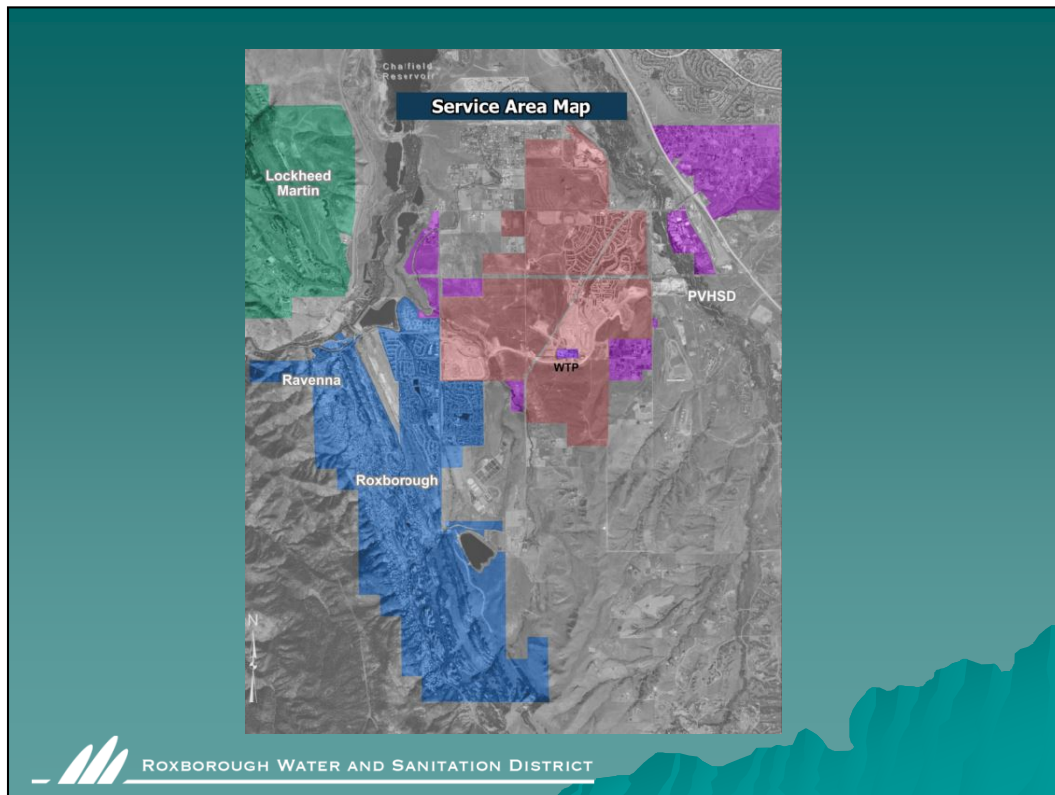 Chatfield
Reservoir
Service Area Map
Lockheed
Martin
PVHSD
WTP
Ravenna
Roxborough
N
ROXBOROUGH WATER AND SANITATION DISTRICT